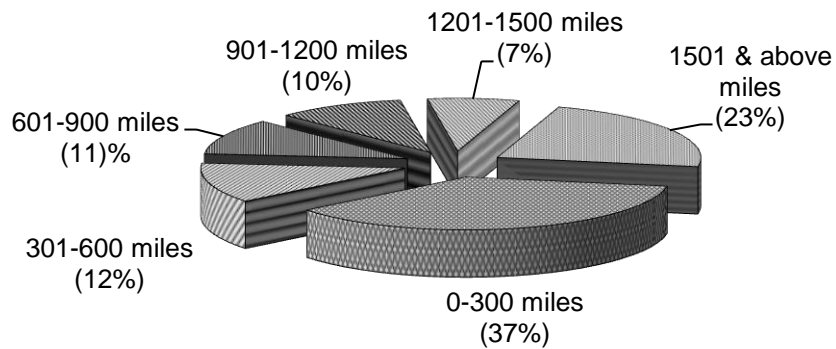 1201-1500 miles
(7%)
901-1200 miles
(10%)
1501 & above
miles
(23%)
601-900 miles
(11)%
301-600 miles
(12%)
0-300 miles
(37%)